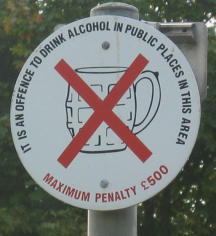 IT IS AN OFFENCE TO DRINK ALCOHOL IN PUBLIC PLACES IN THIS AREA
MAXIMUM PENALTY £500